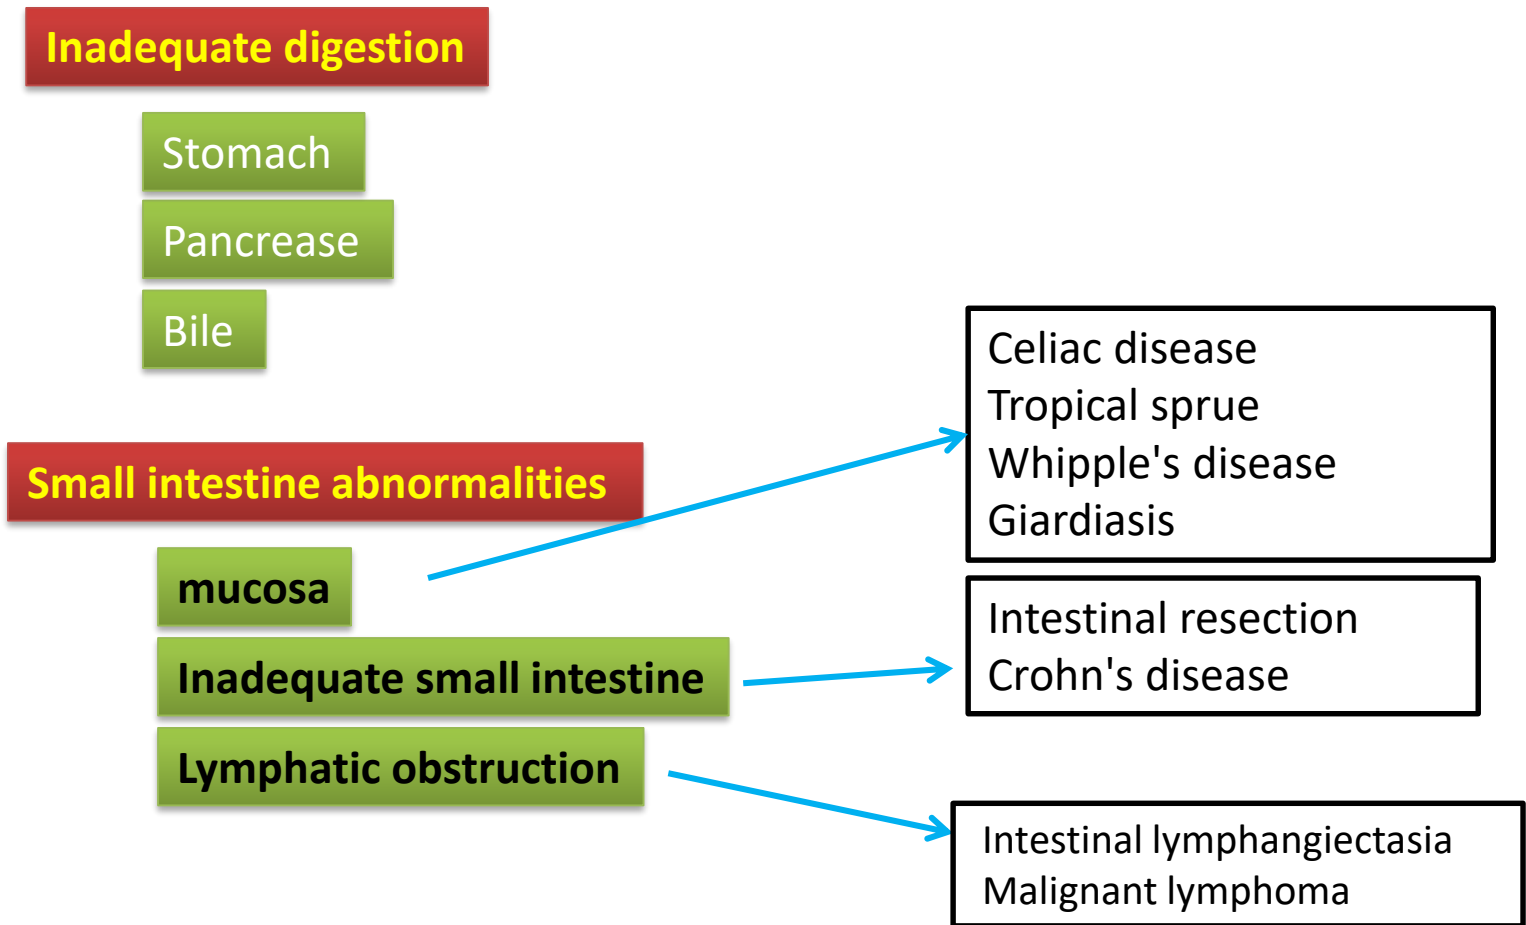 Inadequate digestion
Stomach
Pancrease
Bile
Small intestine abnormalities
mucosa
Inadequate small intestine
Lymphatic obstruction
Celiac disease
Tropical sprue
Whipple's disease
Giardiasis
Intestinal resection
Crohn's disease
Intestinal lymphangiectasia
Malignant lymphoma